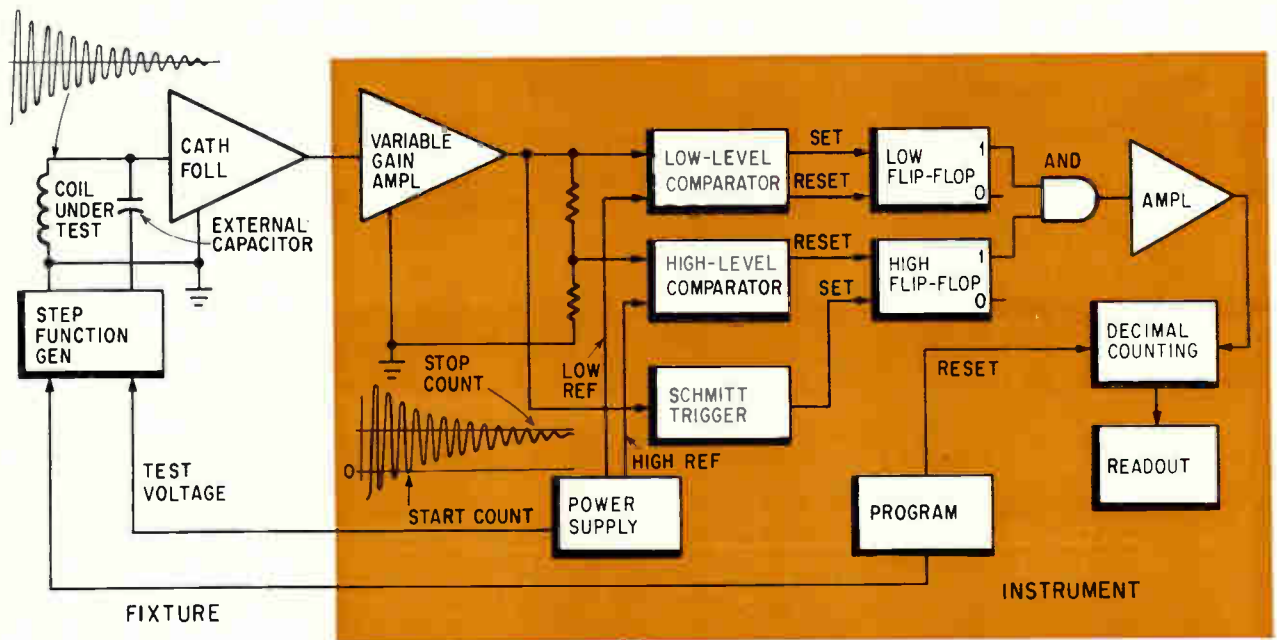 CATH
FOLL
COIL
UNDER
TEST
EXTERNAL
CAPACITOR
STEP
FUNCTION
GEN
TEST
VOLTAGE
FIXTURE
VARIABLE
GAIN
AMPL
LOW-LEVEL
COMPARATOR
SET
RESET
LOW
FLIP-FLOP
1
0
AND
AMPL
HIGH-LEVEL
COMPARATOR
RESET
SET
HIGH
FLIP-FLOP
1
0
LOW
REF
STOP
COUNT
0
START COUNT
SCHMITT
TRIGGER
HIGH REF
POWER
SUPPLY
RESET
DECIMAL
COUNTING
READOUT
PROGRAM
INSTRUMENT